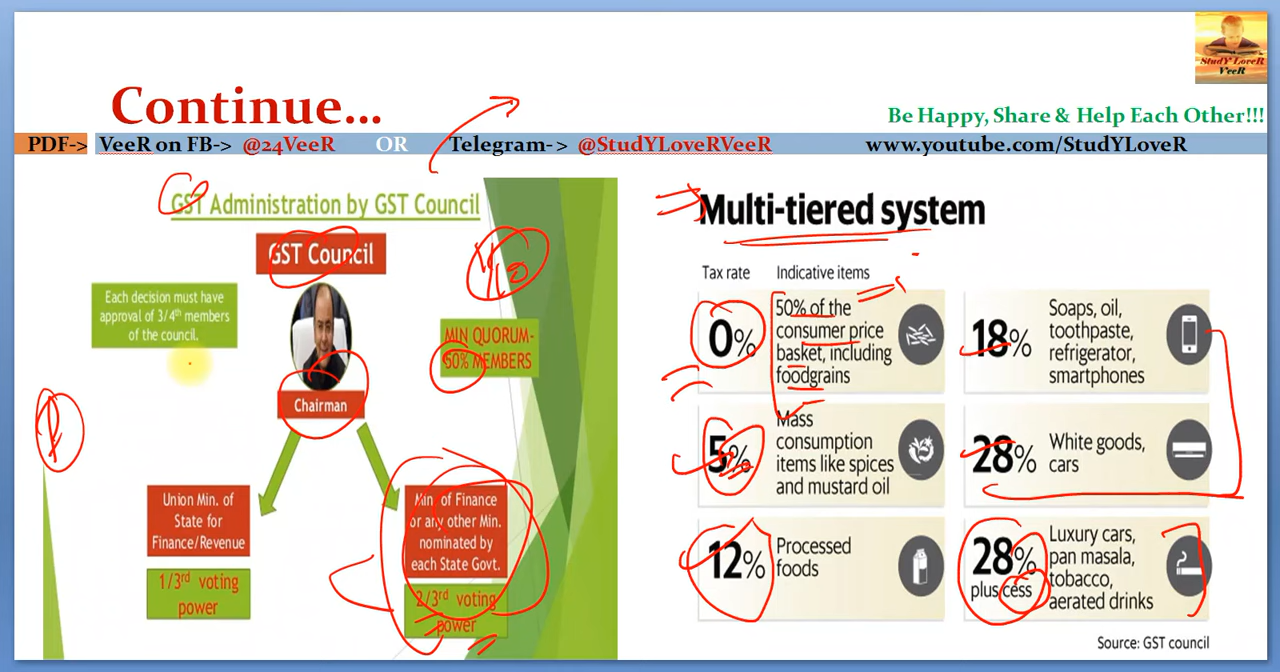 StudY LoveR
VeeR
Continue...
Be Happy, Share & Help Each Other!!!
PDF-> VeeR on FB-> @24VeeR OR Telegram-> @StudYLoveRVeeR www.youtube.com/StudYLoveR
GST Administration by GST Council
GST Council
Each decision must have
approval of 3/4th members
of the council.
MIN QUORUM-
50% MEMBERS
Chairman
Union Min. of
State for
Finance/Revenue
1/3rd voting
power
Min of Finance
or any other Min.
nominated by
each State Govt.
2/3rd voting
power
Multi-tiered system
Tax rate Indicative items
0%
50% of the
consumer price
basket, including
foodgrains
5%
Mass
consumption
items like spices
and mustard oil
12%
Processed
foods
18%
Soaps, oil,
toothpaste,
refrigerator,
smartphones
28%
White goods,
cars
28%
plus cess
Luxury cars,
pan masala,
tobacco,
aerated drinks
Source: GST council